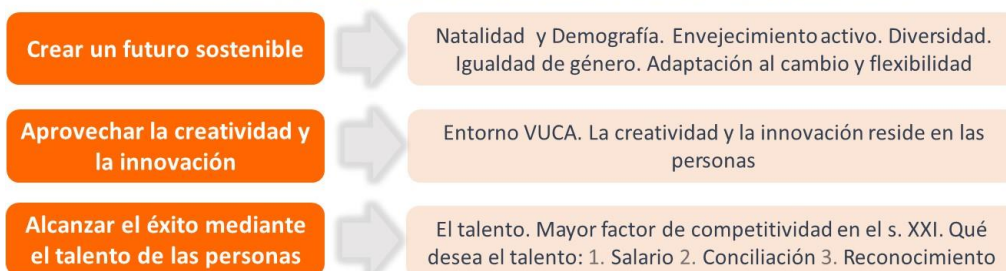 Crear un futuro sostenible
Natalidad y Demografía. Envejecimiento activo. Diversidad.
Igualdad de género. Adaptación al cambio y flexibilidad
Aprovechar la creatividad y
la innovación
Entorno VUCA. La creatividad y la innovación reside en las
personas
Alcanzar el éxito mediante
el talento de las personas
El talento. Mayor factor de competitividad en el s. XXI. Qué
desea el talento: 1. Salario 2. Conciliación 3. Reconocimiento